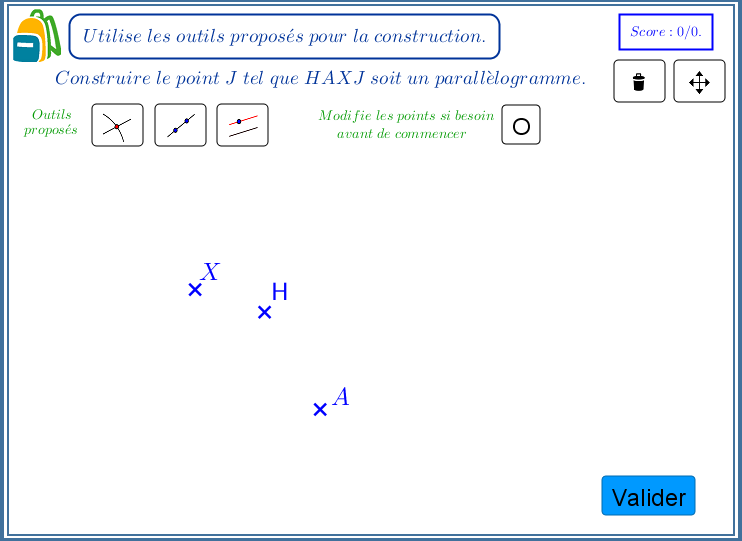 Utilise les outils proposés pour la construction.
Score : 0/0.
Construire le point J tel que HAXJ soit un parallèlogramme.
Outils
proposés
Modifie les points si besoin
avant de commencer
X
H
A
Valider